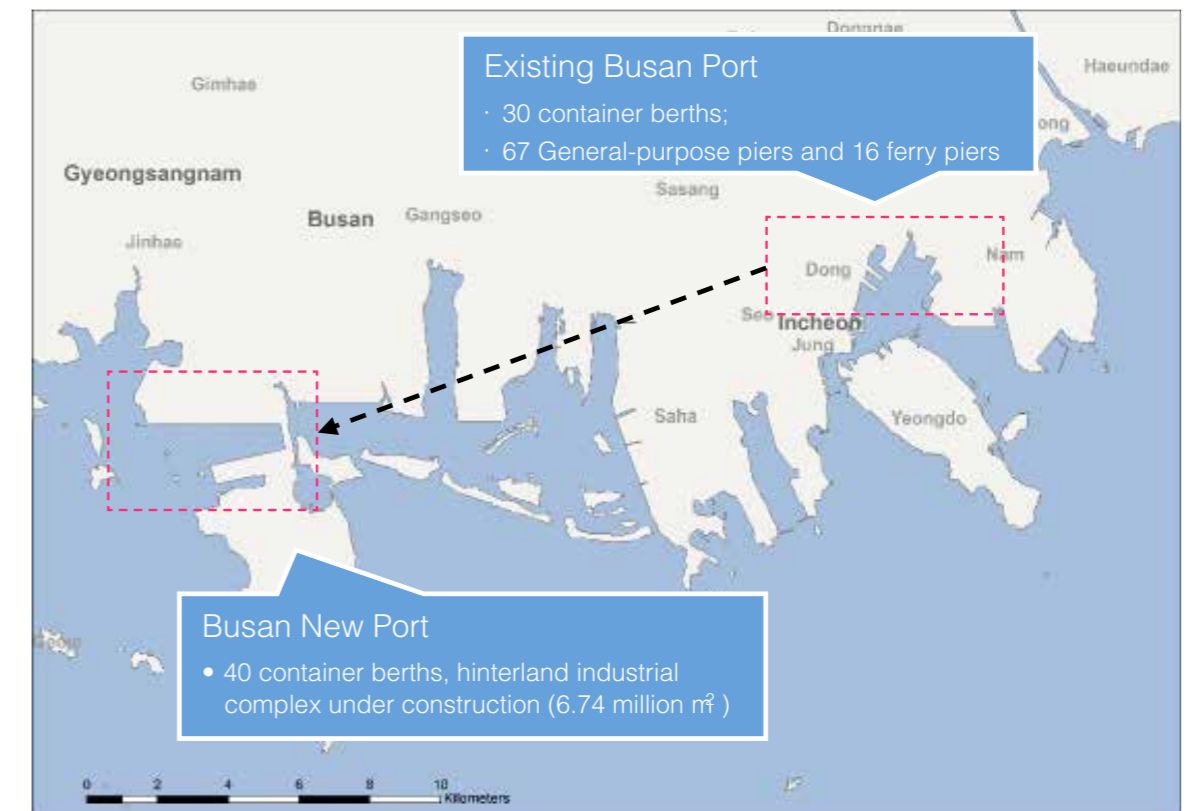 Dongnae
Existing Busan Port
· 30 container berths;
· 67 General-purpose piers and 16 ferry piers
Haeundae
Gimhae
Gyeongsangnam
Sasang
Busan
Gangseo
Jinhae
Dong
Nam
Incheon
Jung
Saha
Yeongdo
Busan New Port
• 40 container berths, hinterland industrial
complex under construction (6.74 million m² )
0 2 4 6 8 10
Kilometers